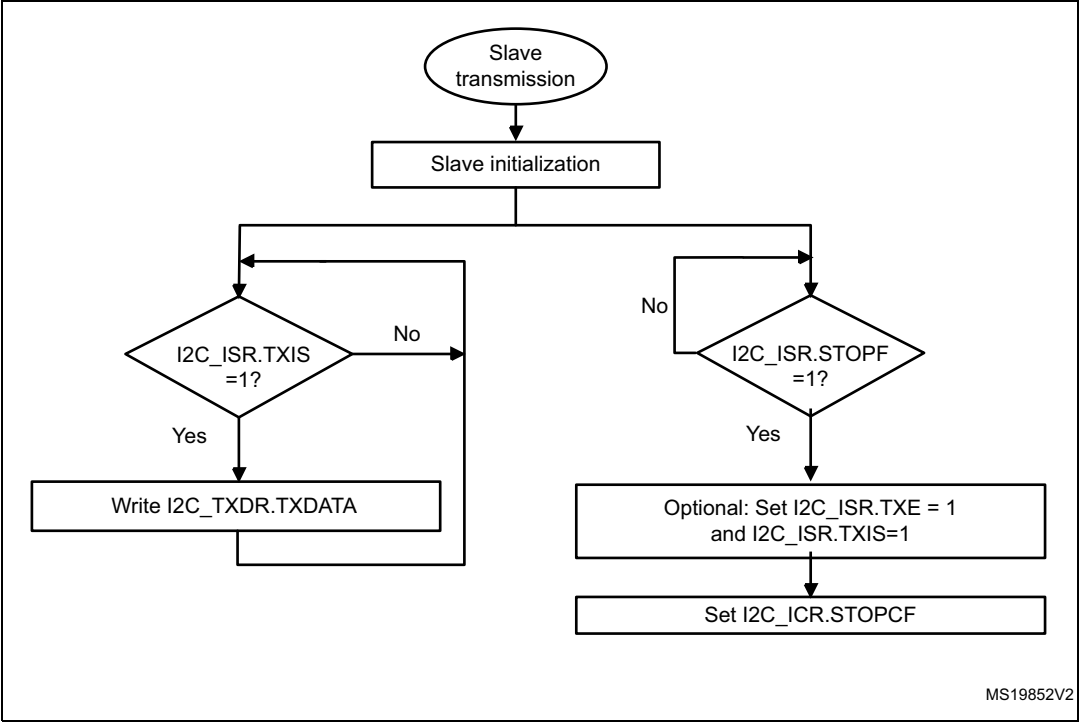 Slave
transmission
Slave initialization
I2C_ISR.TXIS
=1?
No
Yes
Write I2C_TXDR.TXDATA
No
I2C_ISR.STOPF
=1?
Yes
Optional: Set I2C_ISR.TXE = 1
and I2C_ISR.TXIS=1
Set I2C_ICR.STOPCF
MS19852V2